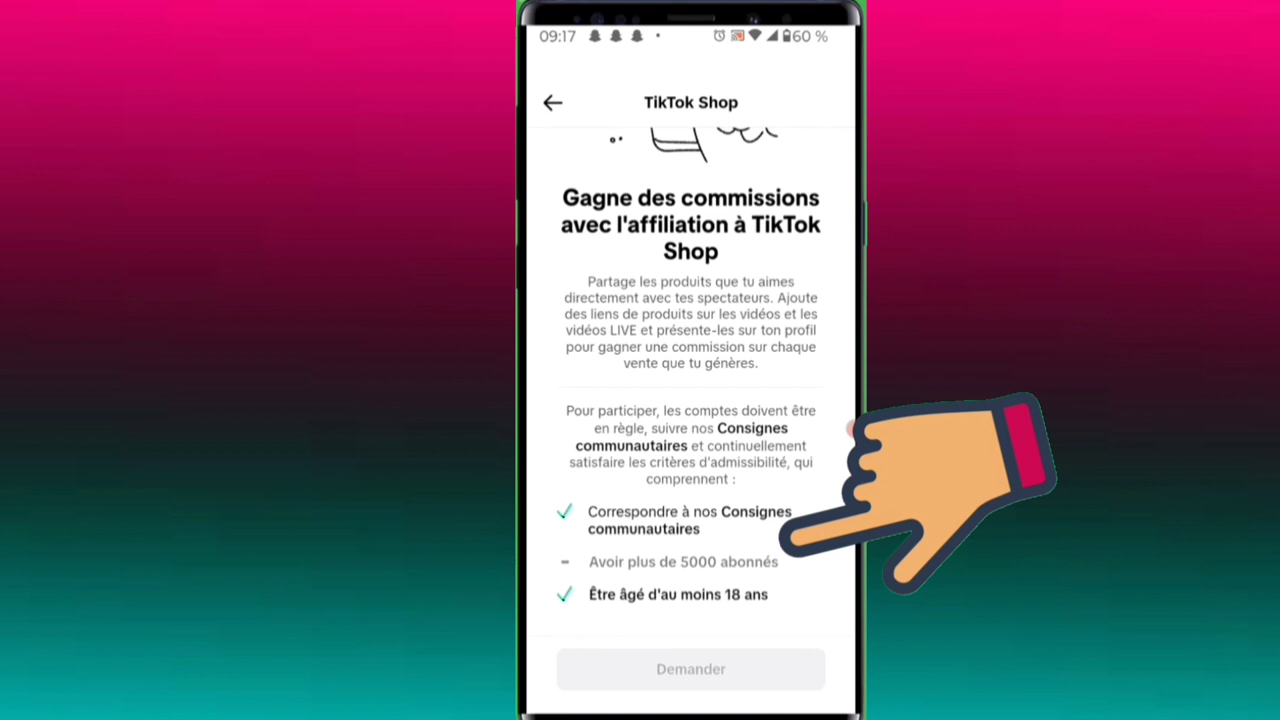 09:17
60 %
TikTok Shop
Gagne des commissions
avec l'affiliation à TikTok
Shop
Partage les produits que tu aimes
directement avec tes spectateurs. Ajoute
des liens de produits sur les vidéos et les
vidéos LIVE et présente-les sur ton profil
pour gagner une commission sur chaque
vente que tu génères.
Pour participer, les comptes doivent être
en règle, suivre nos Consignes
communautaires et continuellement
satisfaire les critères d'admissibilité, qui
comprennent :
Correspondre à nos Consignes
communautaires
- Avoir plus de 5000 abonnés
Être âgé d'au moins 18 ans
Demander